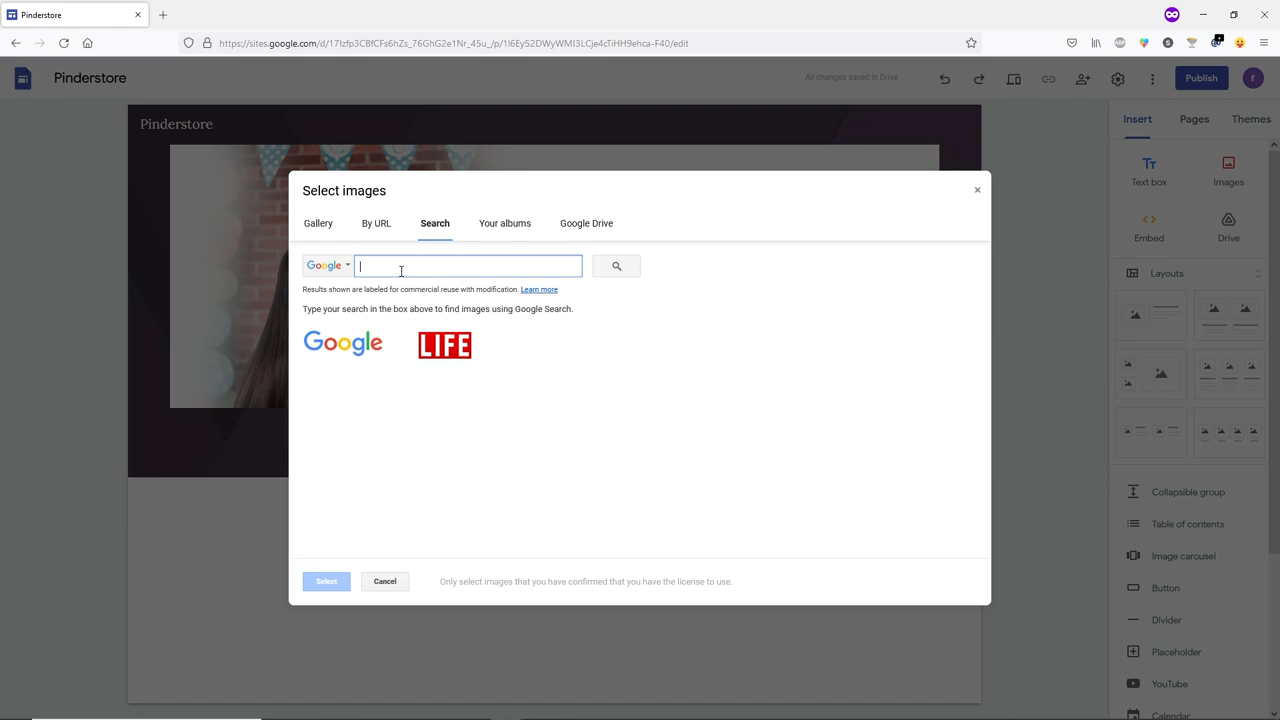 Pinderstore
https://sites.google.com/d/17Izfp3C8fCFs6hZs_76GhG2e1Nr_45u_/p/1I6Ey52DWyWMI3LCje4cTiHH9ehca-F40/edit
Pinderstore
All changes saved in Drive
Publish
r
Pinderstore
Insert
Pages
Themes
Text box
Images
Embed
Drive
Layouts
Collapsible group
Table of contents
Image carousel
Button
Divider
Placeholder
YouTube
Calendar
Select images
Gallery
By URL
Search
Your albums
Google Drive
Google
Results shown are labeled for commercial reuse with modification. Learn more
Type your search in the box above to find images using Google Search.
Google
LIFE
Select
Cancel
Only select images that you have confirmed that you have the license to use.